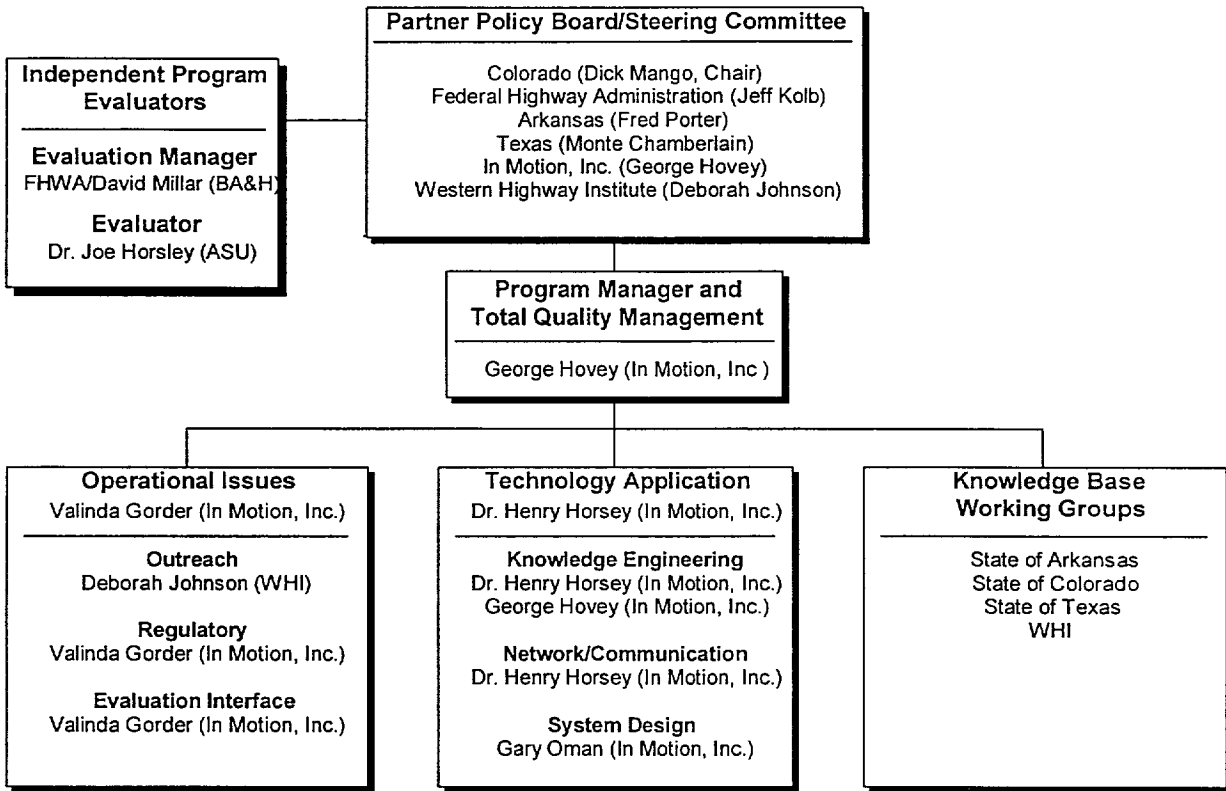 Partner Policy Board/Steering Committee
Colorado (Dick Mango, Chair)
Federal Highway Administration (Jeff Kolb)
Arkansas (Fred Porter)
Texas (Monte Chamberlain)
In Motion, Inc. (George Hovey)
Western Highway Institute (Deborah Johnson)
Independent Program
Evaluators
Evaluation Manager
FHWA/David Millar (BA&H)
Evaluator
Dr. Joe Horsley (ASU)
Program Manager and
Total Quality Management
George Hovey (In Motion, Inc )
Operational Issues
Valinda Gorder (In Motion, Inc.)
Outreach
Deborah Johnson (WHI)
Regulatory
Valinda Gorder (In Motion, Inc.)
Evaluation Interface
Valinda Gorder (In Motion, Inc.)
Technology Application
Dr. Henry Horsey (In Motion, Inc.)
Knowledge Engineering
Dr. Henry Horsey (In Motion, Inc.)
George Hovey (In Motion, Inc.)
Network/Communication
Dr. Henry Horsey (In Motion, Inc.)
System Design
Gary Oman (In Motion, Inc.)
Knowledge Base
Working Groups
State of Arkansas
State of Colorado
State of Texas
WHI